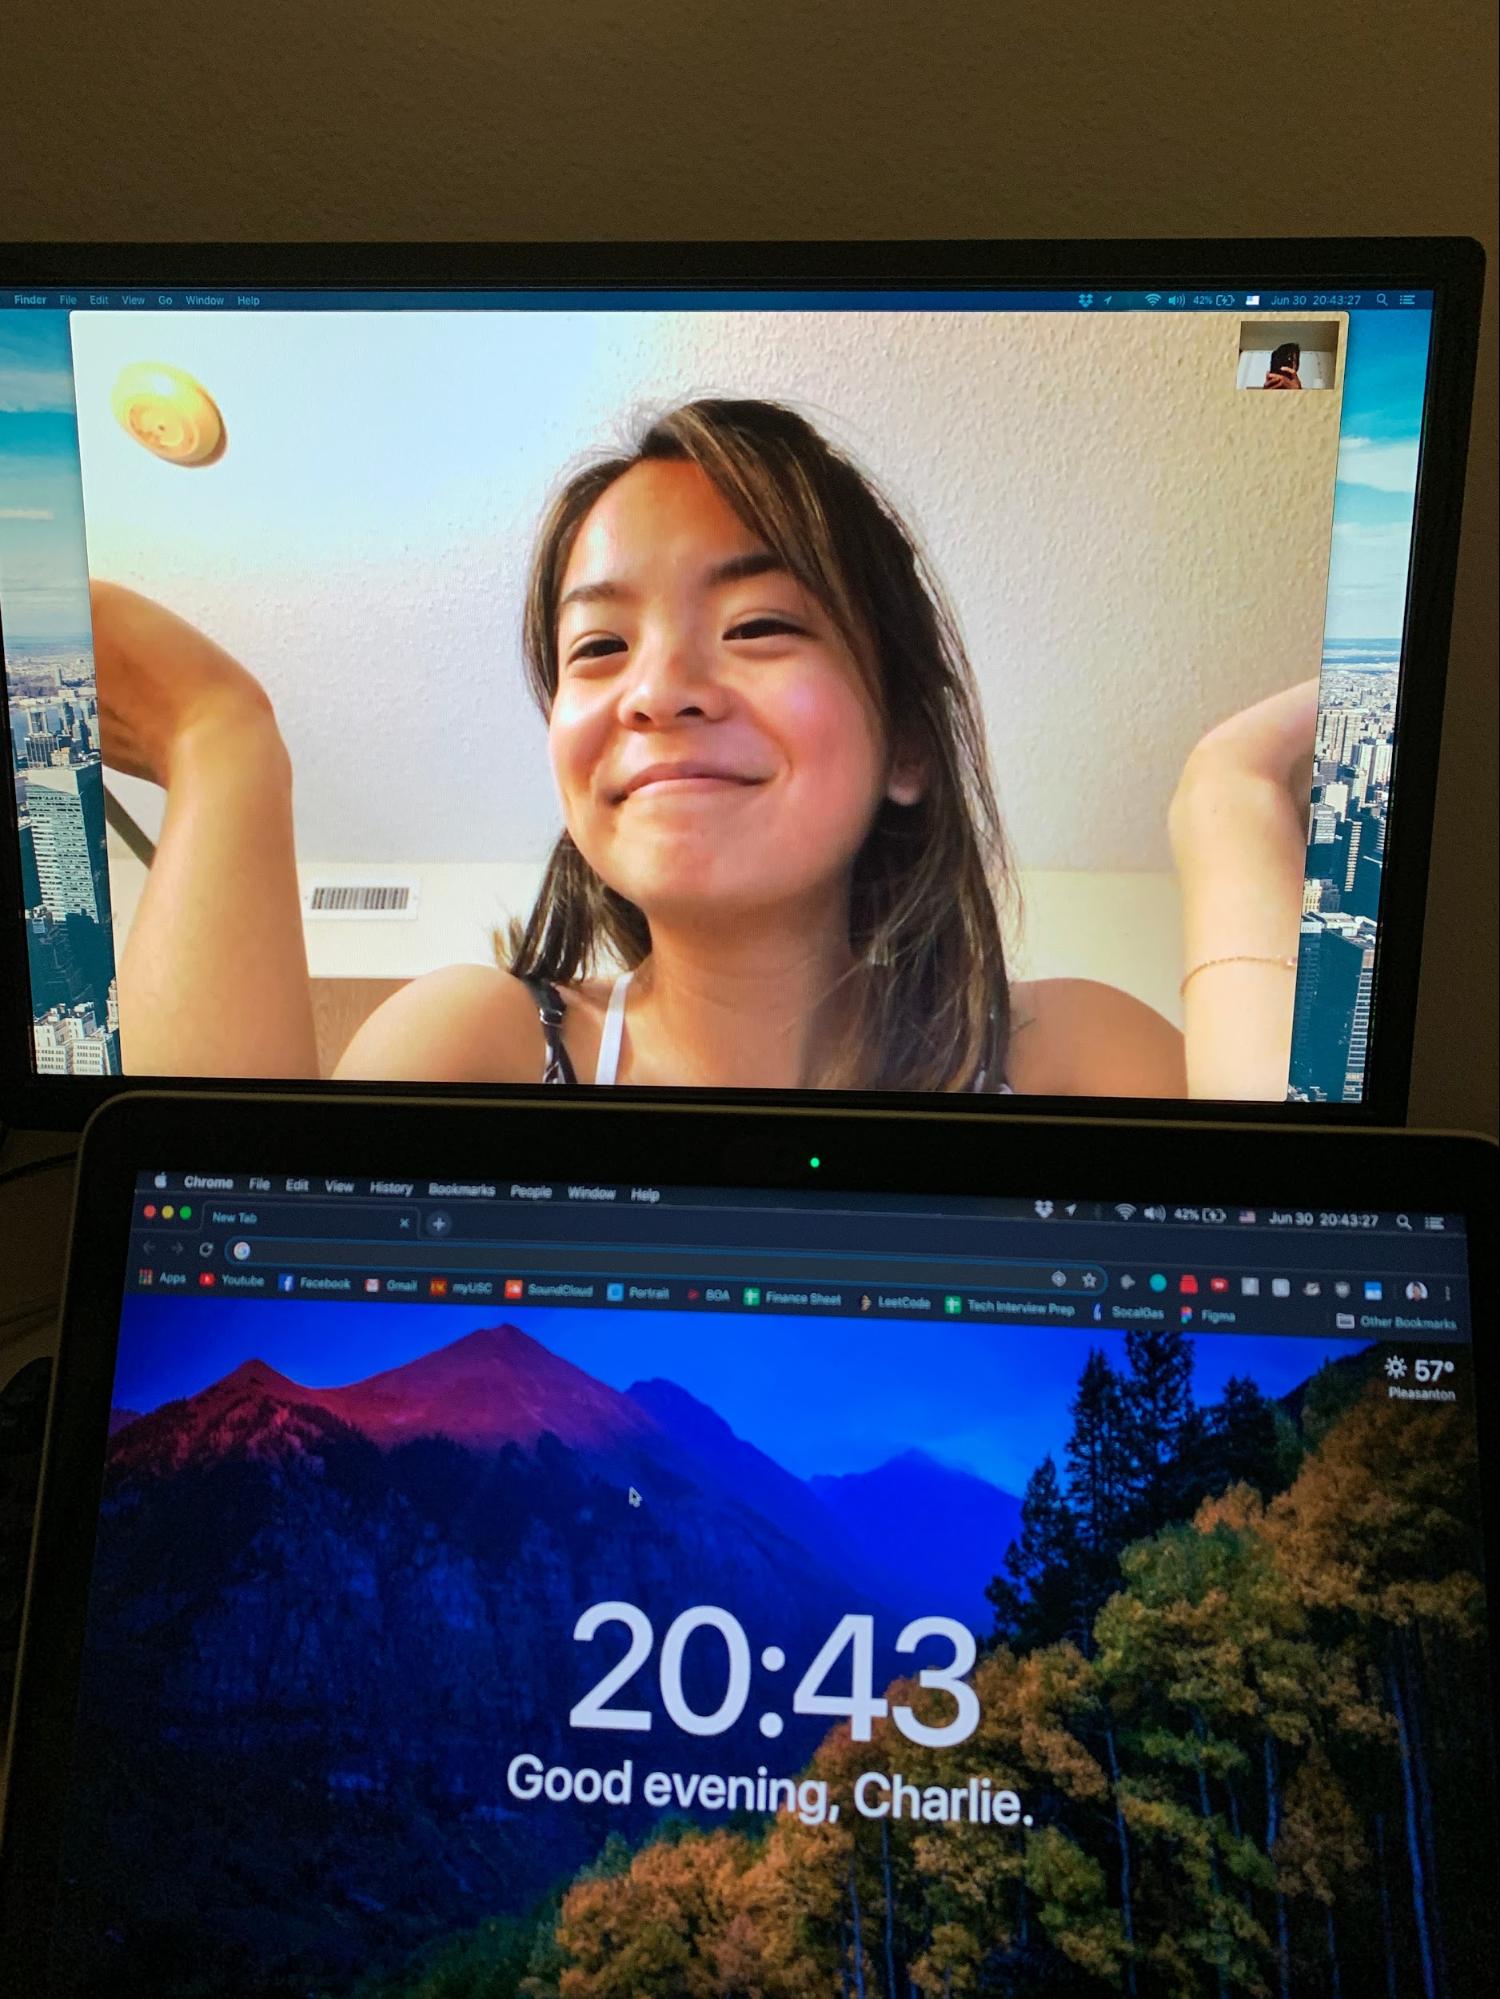 Finder File Edit View Go Window Help 42% Jun 30 20:43:27
Chrome File Edit View History Bookmarks People Window Help 42% Jun 30 20:43:27
New Tab
Apps Youtube Facebook Gmail myUSC SoundCloud Portrait BOA Finance Sheet LeetCode Tech Interview Prep SocalGas Figma Other Bookmarks
57°
Pleasanton
20:43
Good evening, Charlie.